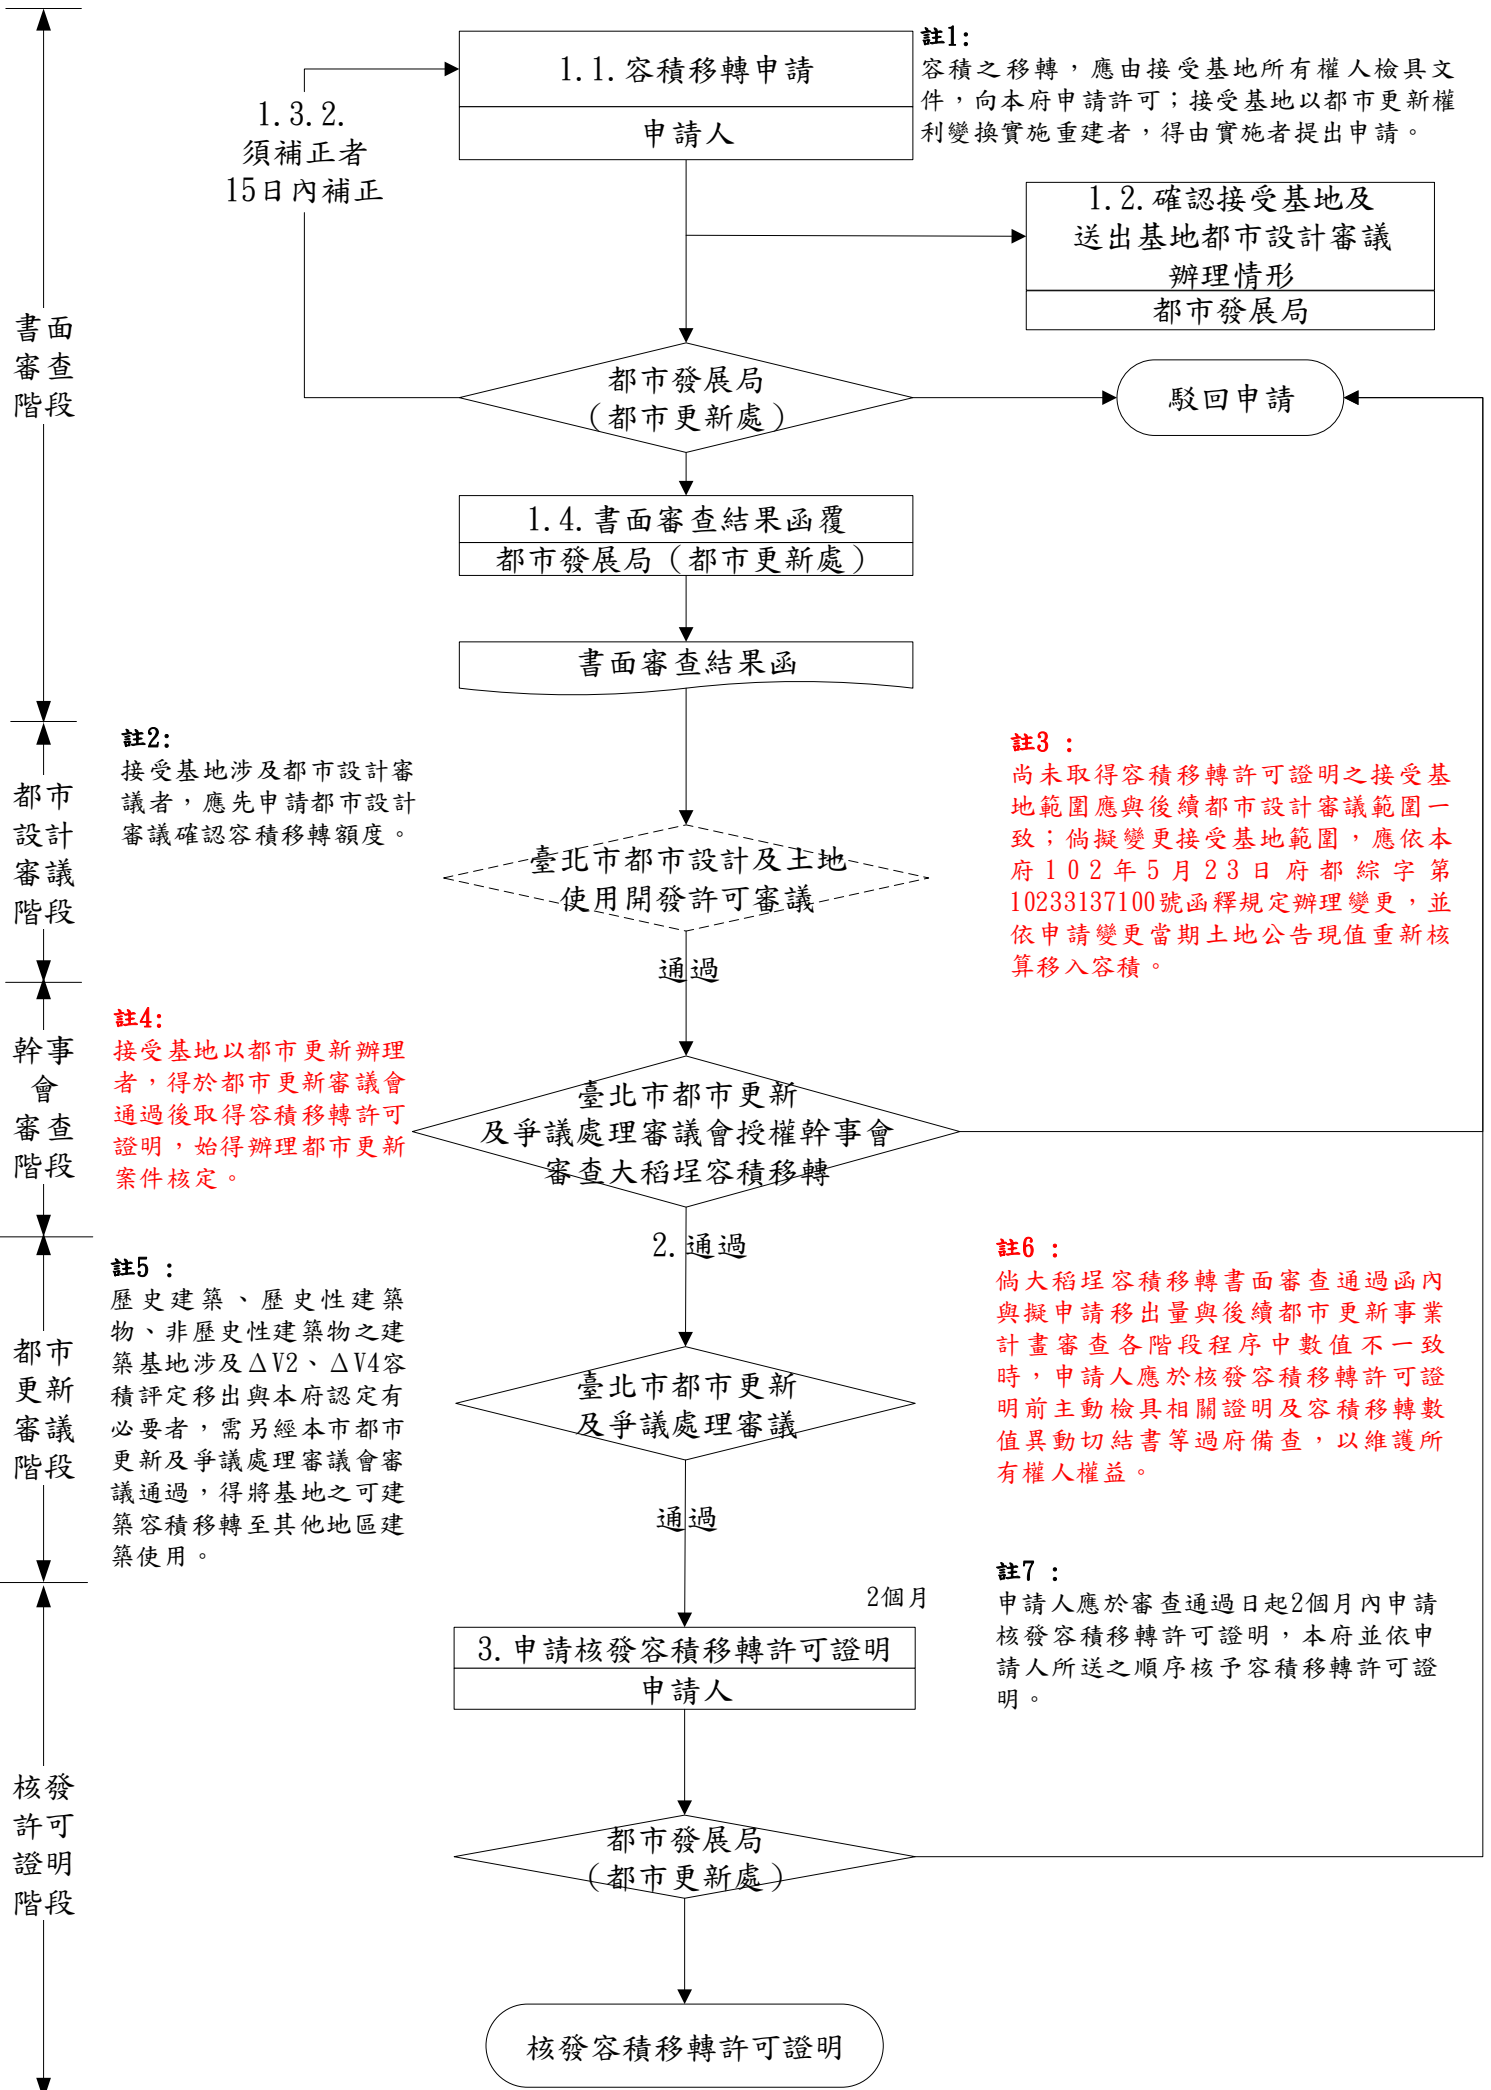 1.1.容積移轉申請
申請人
註1:
容積之移轉，應由接受基地所有權人檢具文
件，向本府申請許可；接受基地以都市更新權
利變換實施重建者，得由實施者提出申請。
1.3.2.
須補正者
15日內補正
1.2.確認接受基地及
送出基地都市設計審議
辦理情形
都市發展局
書面
審查
階段
都市發展局
（都市更新處）
駁回申請
1.4.書面審查結果函覆
都市發展局（都市更新處）
書面審查結果函
都市
設計
審議
階段
註2:
接受基地涉及都市設計審
議者，應先申請都市設計
審議確認容積移轉額度。
臺北市都市設計及土地
使用開發許可審議
通過
註3 :
尚未取得容積移轉許可證明之接受基
地範圍應與後續都市設計審議範圍一
致；倘擬變更接受基地範圍，應依本
府102年5月23日府都綜字第
10233137100號函釋規定辦理變更，並
依申請變更當期土地公告現值重新核
算移入容積。
幹事
會
審查
階段
註4:
接受基地以都市更新辦理
者，得於都市更新審議會
通過後取得容積移轉許可
證明，始得辦理都市更新
案件核定。
臺北市都市更新
及爭議處理審議會授權幹事會
審查大稻埕容積移轉
2.通過
都市
更新
審議
階段
註5 :
歷史建築、歷史性建築
物、非歷史性建築物之建
築基地涉及ΔV2、ΔV4容
積評定移出與本府認定有
必要者，需另經本市都市
更新及爭議處理審議會審
議通過，得將基地之可建
築容積移轉至其他地區建
築使用。
臺北市都市更新
及爭議處理審議
通過
註6 :
倘大稻埕容積移轉書面審查通過函內
與擬申請移出量與後續都市更新事業
計畫審查各階段程序中數值不一致
時，申請人應於核發容積移轉許可證
明前主動檢具相關證明及容積移轉數
值異動切結書等過府備查，以維護所
有權人權益。
核發
許可
證明
階段
2個月
3.申請核發容積移轉許可證明
申請人
註7 :
申請人應於審查通過日起2個月內申請
核發容積移轉許可證明，本府並依申
請人所送之順序核予容積移轉許可證
明。
都市發展局
（都市更新處）
核發容積移轉許可證明